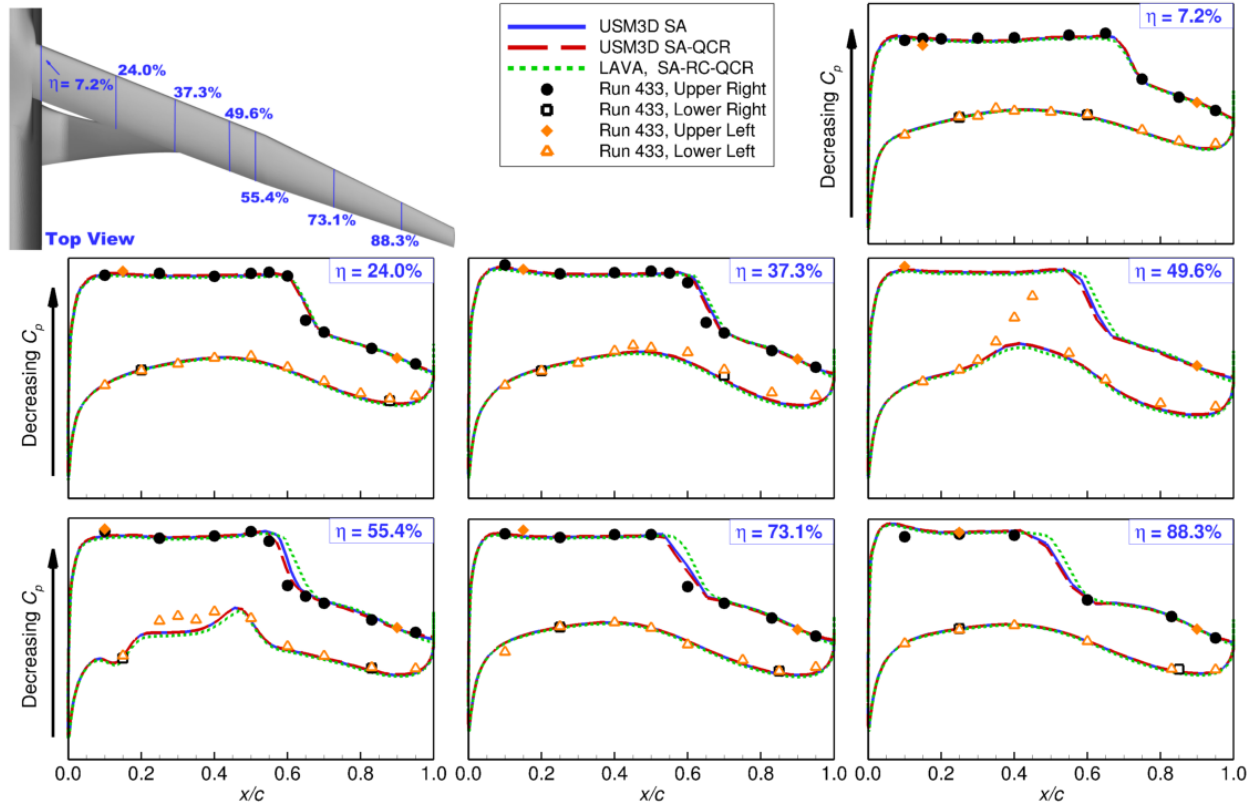 η = 7.2%
24.0%
37.3%
49.6%
55.4%
73.1%
88.3%
Top View
USM3D SA
USM3D SA-QCR
LAVA, SA-RC-QCR
Run 433, Upper Right
Run 433, Lower Right
Run 433, Upper Left
Run 433, Lower Left
Decreasing Cp
η = 7.2%
Decreasing Cp
η = 24.0%
η = 37.3%
η = 49.6%
Decreasing Cp
η = 55.4%
η = 73.1%
η = 88.3%
0.0 0.2 0.4 0.6 0.8 1.0
x/c
0.0 0.2 0.4 0.6 0.8 1.0
x/c
0.0 0.2 0.4 0.6 0.8 1.0
x/c